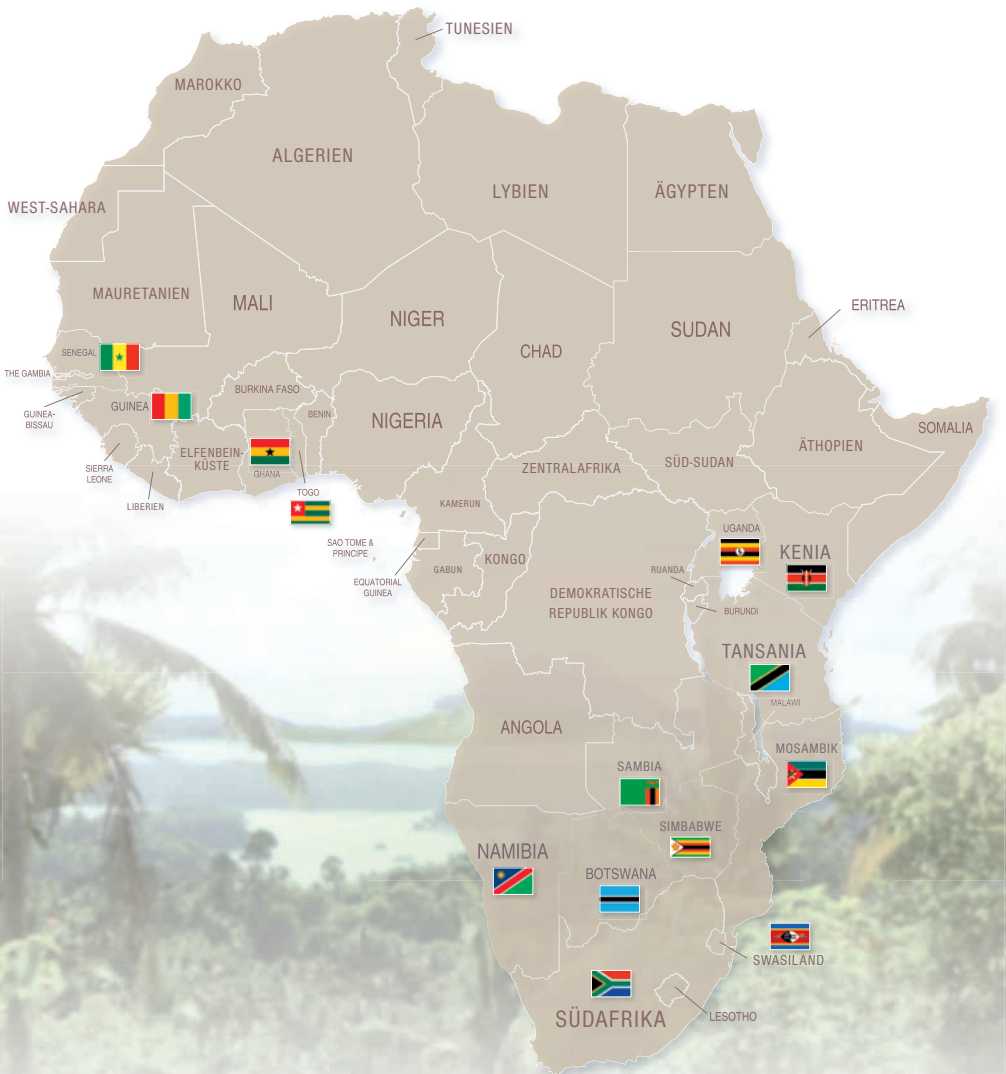 TUNESIEN
MAROKKO
ALGERIEN
LYBIEN
ÄGYPTEN
WEST-SAHARA
MAURETANIEN
MALI
NIGER
CHAD
SUDAN
ERITREA
SENEGAL
THE GAMBIA
GUINEA-
BISSAU
GUINEA
BURKINA FASO
BENIN
NIGERIA
SOMALIA
ÄTHOPIEN
SIERRA
LEONE
ELFENBEIN-
KÜSTE
GHANA
ZENTRALAFRIKA
SÜD-SUDAN
LIBERIEN
TOGO
KAMERUN
SAO TOME &
PRINCIPE
EQUATORIAL
GUINEA
GABUN
KONGO
UGANDA
KENIA
RUANDA
DEMOKRATISCHE
REPUBLIK KONGO
BURUNDI
TANSANIA
MALAWI
ANGOLA
MOSAMBIK
SAMBIA
SIMBABWE
NAMIBIA
BOTSWANA
SWASILAND
SÜDAFRIKA
LESOTHO